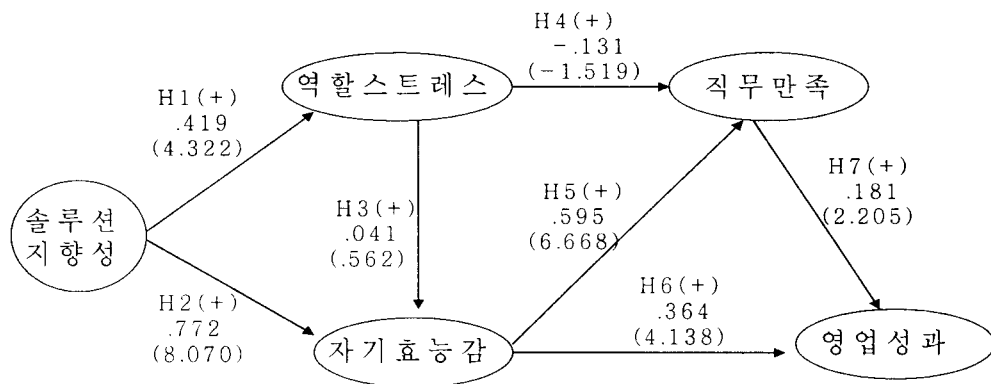 H4(+)
-.131
(-1.519)
역할스트레스
직무만족
H1(+)
.419
(4.322)
H7(+)
.181
(2.205)
H5(+)
.595
(6.668)
H3(+)
.041
(.562)
솔루션
지향성
H6(+)
.364
(4.138)
H2(+)
.772
(8.070)
자기효능감
영업성과